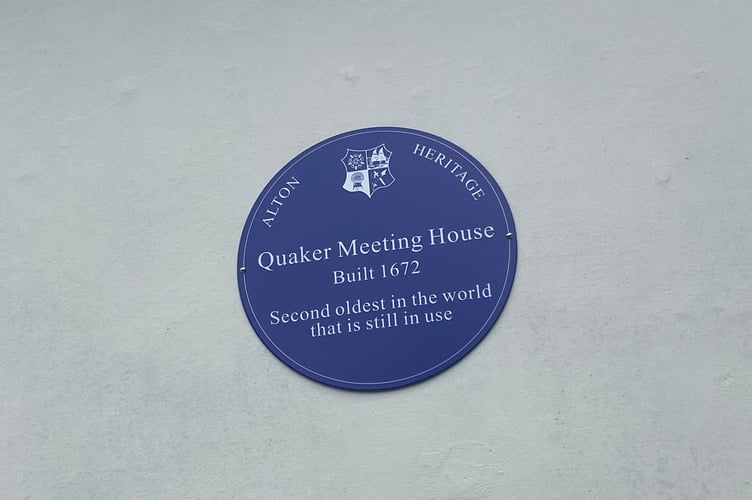 ALTON HERITAGE
Quaker Meeting House
Built 1672
Second oldest in the world
that is still in use